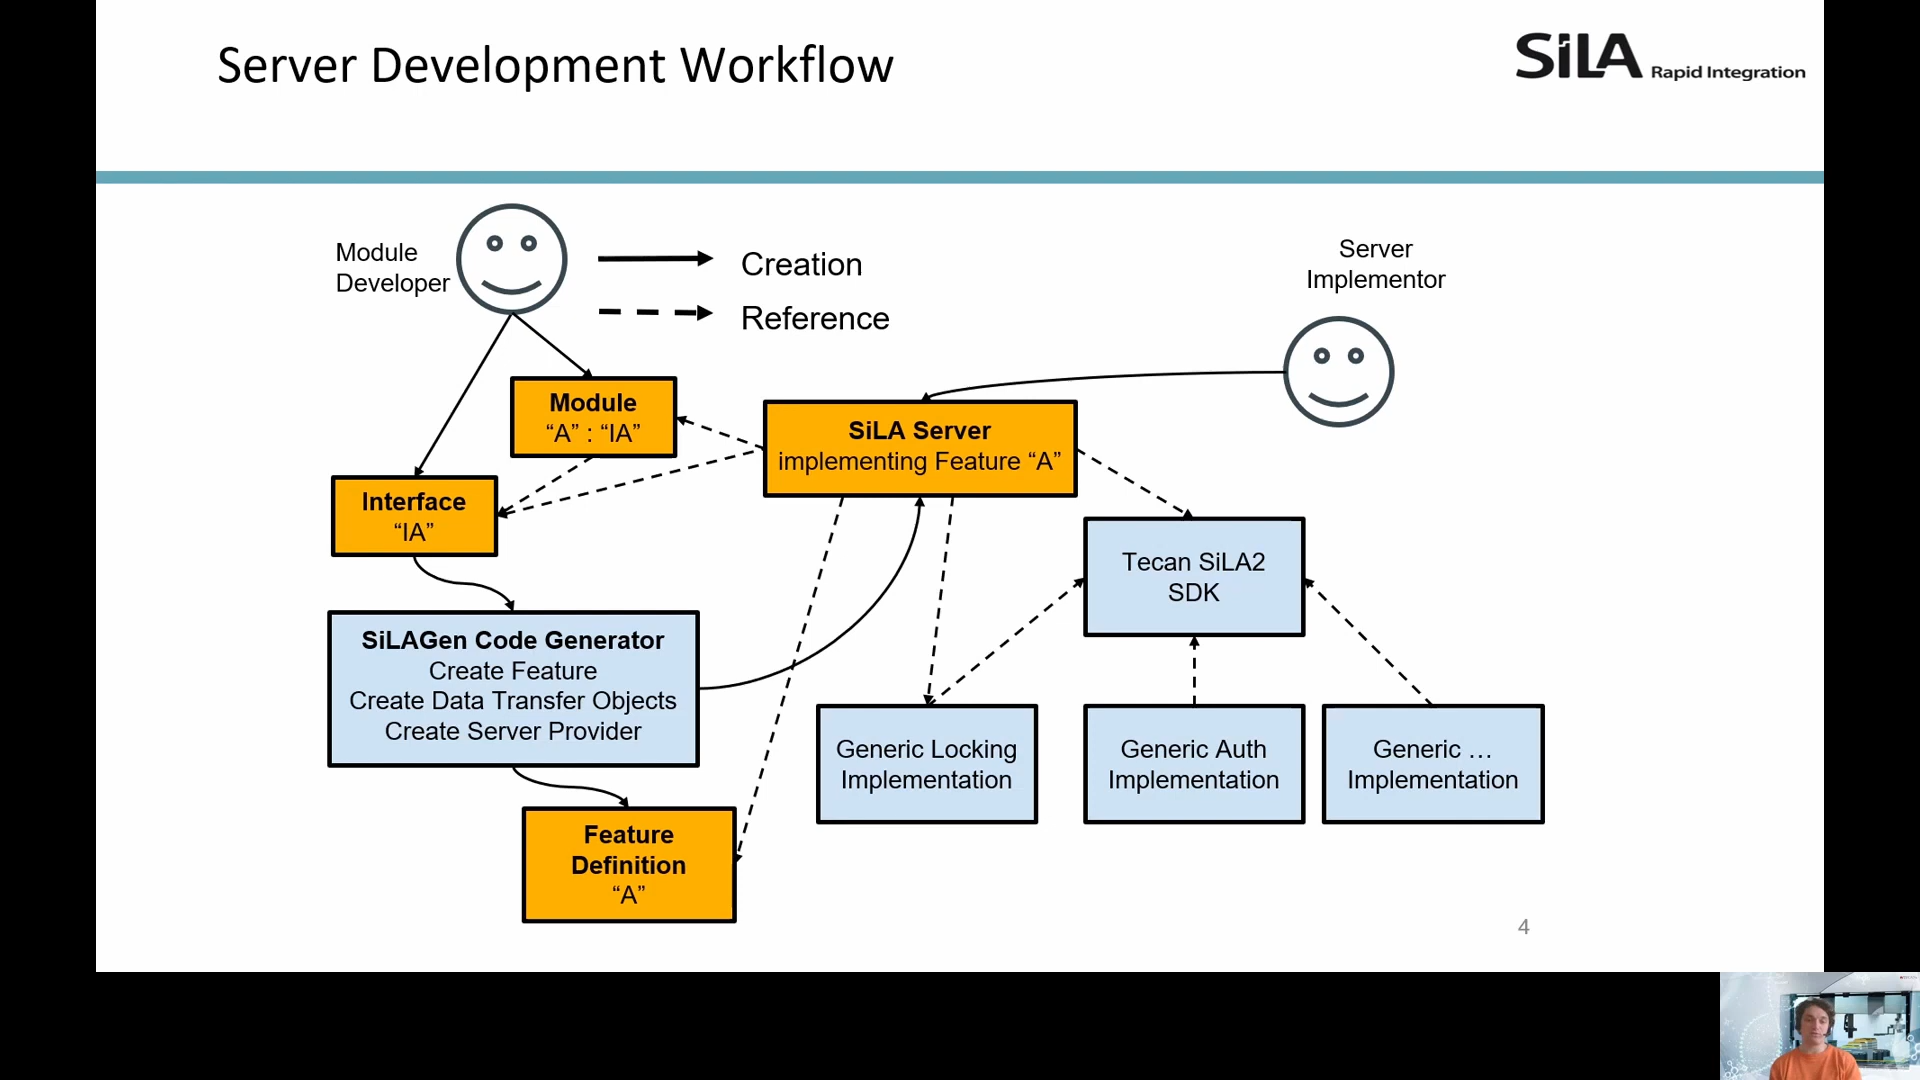 Server Development Workflow
SiLA Rapid Integration
Module
Developer
Creation
Reference
Server
Implementor
Module
“A” : “IA”
SiLA Server
implementing Feature “A”
Interface
“IA”
Tecan SiLA2
SDK
SiLAGen Code Generator
Create Feature
Create Data Transfer Objects
Create Server Provider
Generic Locking
Implementation
Generic Auth
Implementation
Generic …
Implementation
Feature
Definition
“A”
4